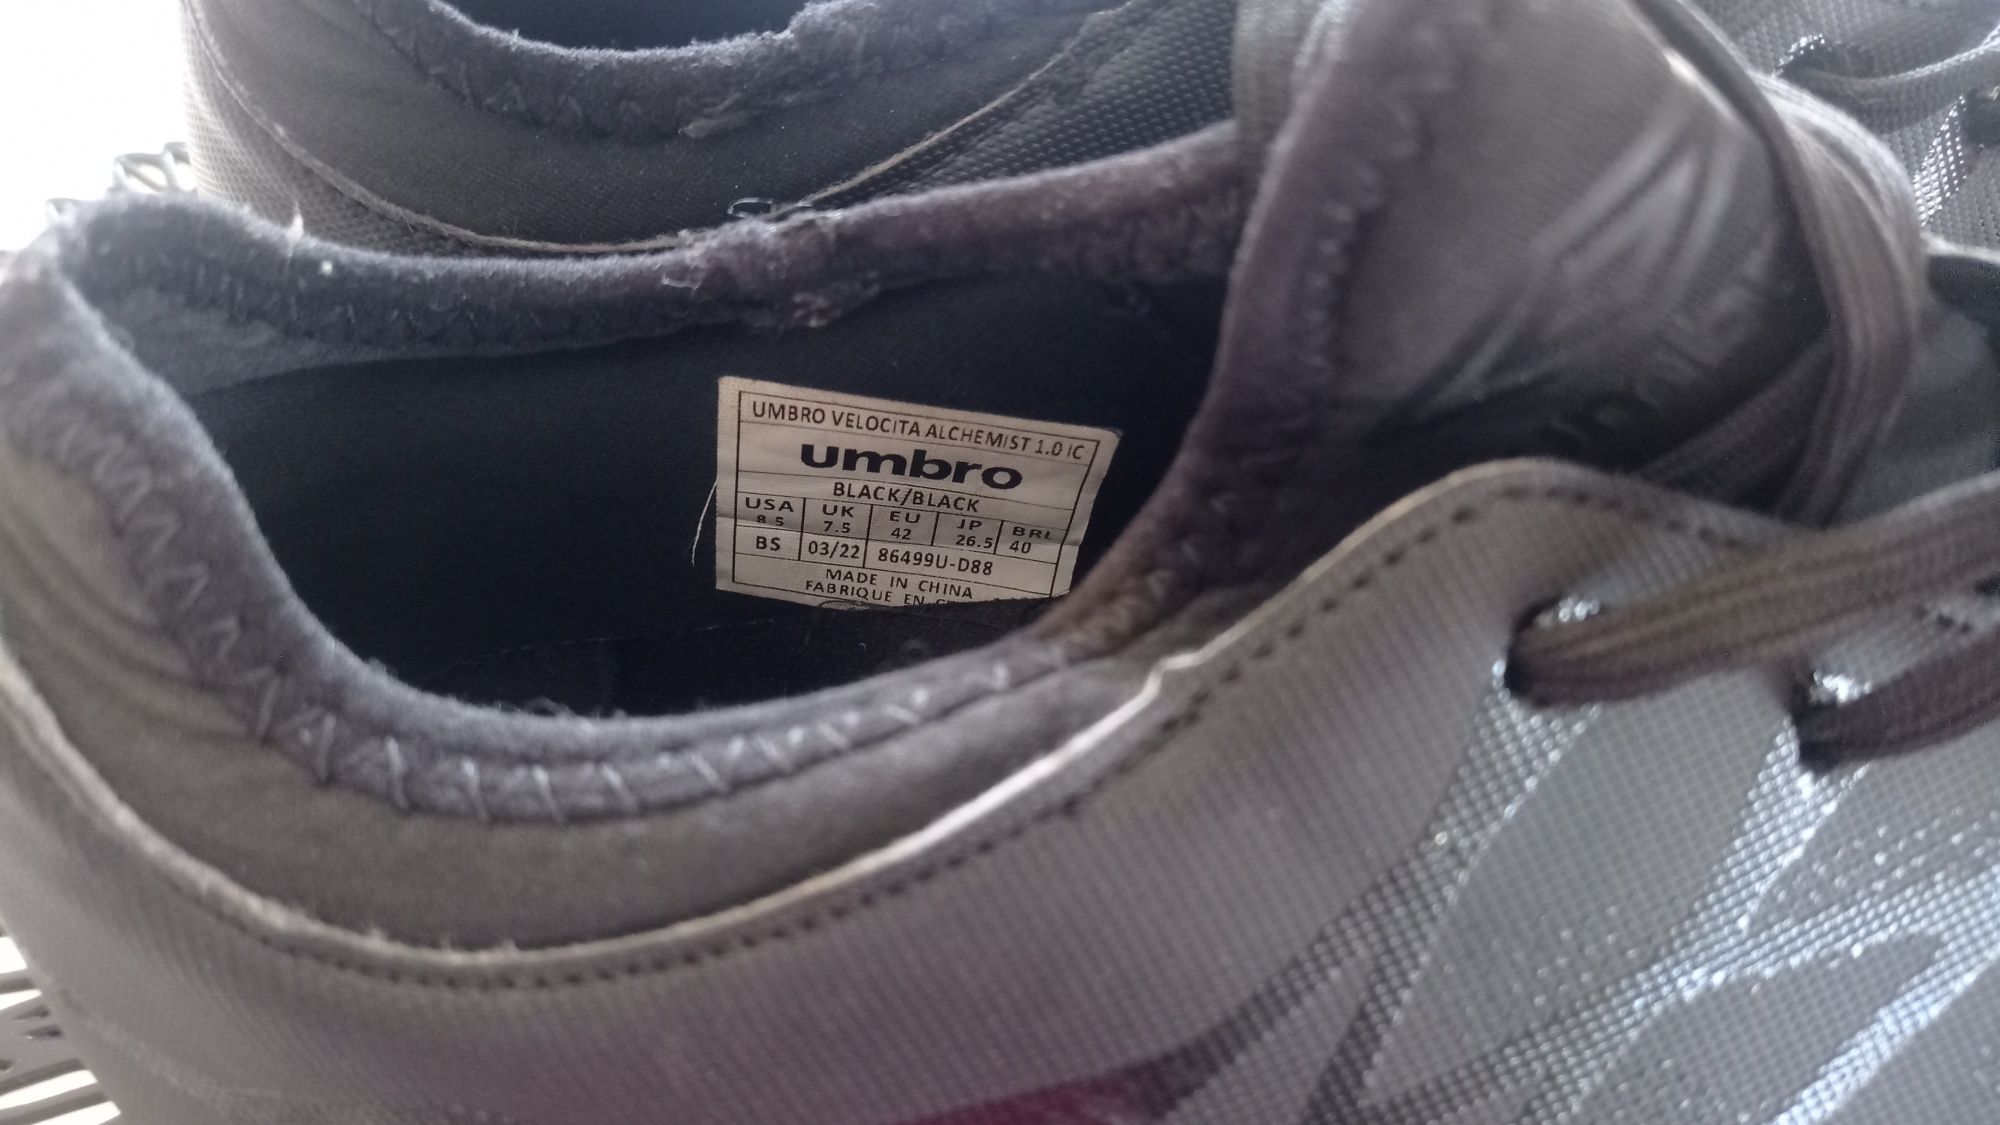 UMBRO VELOCITA ALCHEMIST 1.0 IC
umbro
BLACK/BLACK
USA UK EU JP BRL
8.5 7.5 42 26.5 40
BS 03/22 86499U-D88
MADE IN CHINA
FABRIQUE EN